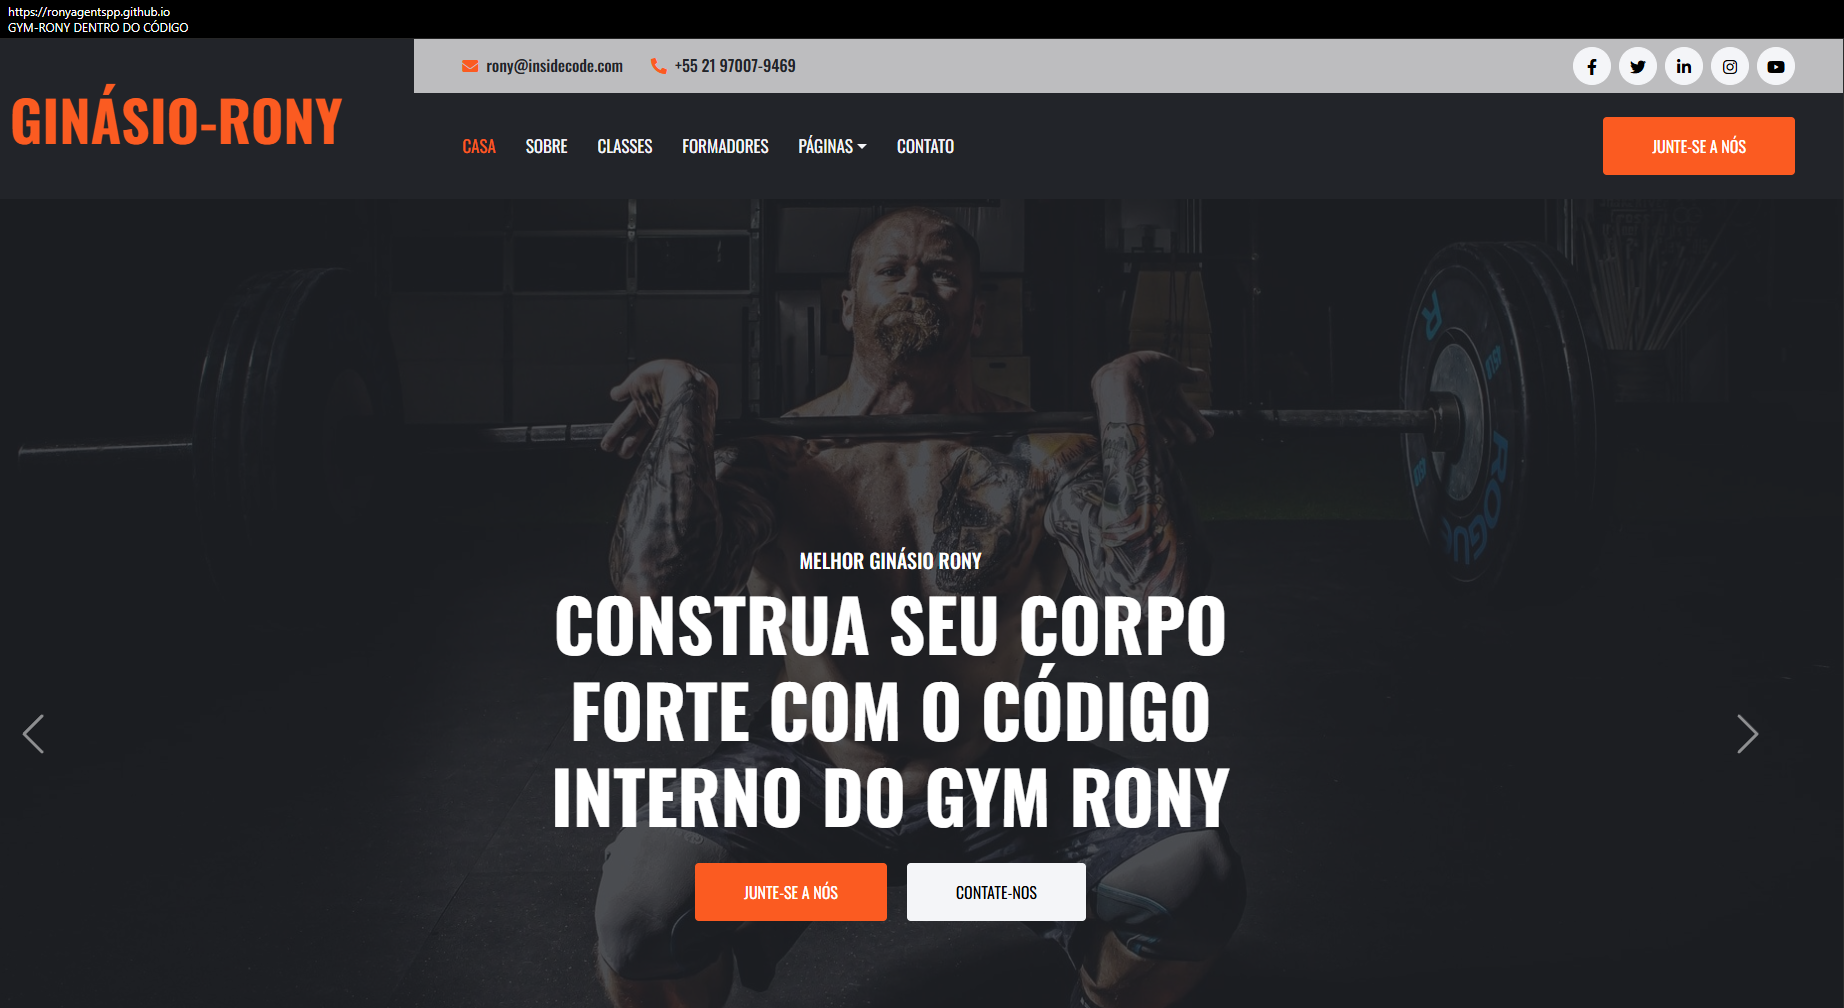 https://ronyagentspp.github.io
GYM-RONY DENTRO DO CÓDIGO
rony@insidecode.com
+55 21 97007-9469
GINÁSIO-RONY
CASA SOBRE CLASSES FORMADORES PÁGINAS CONTATO
JUNTE-SE A NÓS
MELHOR GINÁSIO RONY
CONSTRUA SEU CORPO
FORTE COM O CÓDIGO
INTERNO DO GYM RONY
JUNTE-SE A NÓS
CONTATE-NOS
R
ROGUE